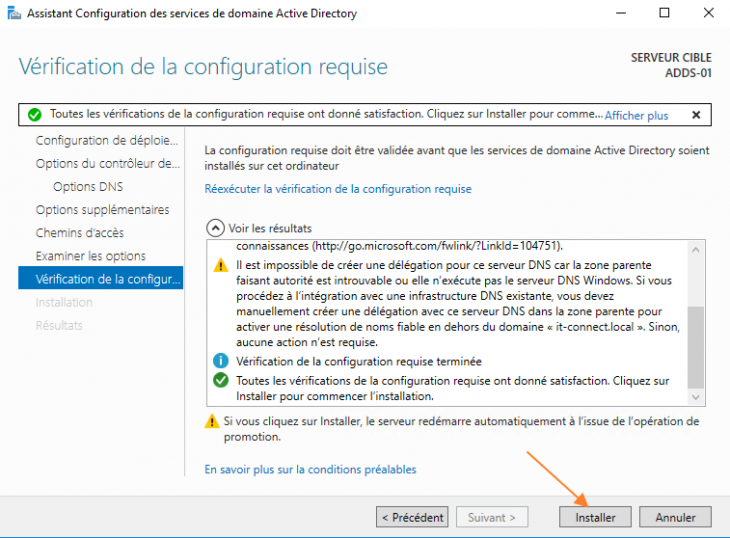 Assistant Configuration des services de domaine Active Directory
Vérification de la configuration requise
SERVEUR CIBLE
ADDS-01
Toutes les vérifications de la configuration requise ont donné satisfaction. Cliquez sur Installer pour comme... Afficher plus
Configuration de déploie...
Options du contrôleur de...
Options DNS
Options supplémentaires
Chemins d'accès
Examiner les options
Vérification de la configur...
Installation
Résultats
La configuration requise doit être validée avant que les services de domaine Active Directory soient
installés sur cet ordinateur
Réexécuter la vérification de la configuration requise
Voir les résultats
connaissances (http://go.microsoft.com/fwlink/?LinkId=104751).
Il est impossible de créer une délégation pour ce serveur DNS car la zone parente
faisant autorité est introuvable ou elle n'exécute pas le serveur DNS Windows. Si vous
procédez à l'intégration avec une infrastructure DNS existante, vous devez
manuellement créer une délégation avec ce serveur DNS dans la zone parente pour
activer une résolution de noms fiable en dehors du domaine « it-connect.local ». Sinon,
aucune action n'est requise.
Vérification de la configuration requise terminée
Toutes les vérifications de la configuration requise ont donné satisfaction. Cliquez sur
Installer pour commencer l'installation.
Si vous cliquez sur Installer, le serveur redémarre automatiquement à l'issue de l'opération de
promotion.
En savoir plus sur la conditions préalables
< Précédent
Suivant >
Installer
Annuler